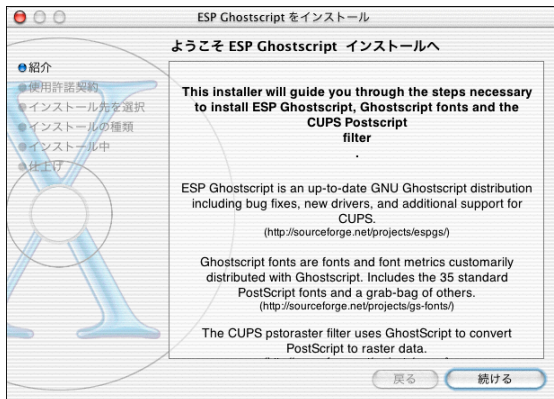 ESP Ghostscript をインストール
ようこそ ESP Ghostscript インストールへ
紹介
使用許諾契約
インストール先を選択
インストールの種類
インストール中
仕上げ
This installer will guide you through the steps necessary
to install ESP Ghostscript, Ghostscript fonts and the
CUPS Postscript
filter
.
ESP Ghostscript is an up-to-date GNU Ghostscript distribution
including bug fixes, new drivers, and additional support for
CUPS.
(http://sourceforge.net/projects/espgs/)
Ghostscript fonts are fonts and font metrics customarily
distributed with Ghostscript. Includes the 35 standard
PostScript fonts and a grab-bag of others.
(http://sourceforge.net/projects/gs-fonts/)
The CUPS pstoraster filter uses GhostScript to convert
PostScript to raster data.
戻る
続ける